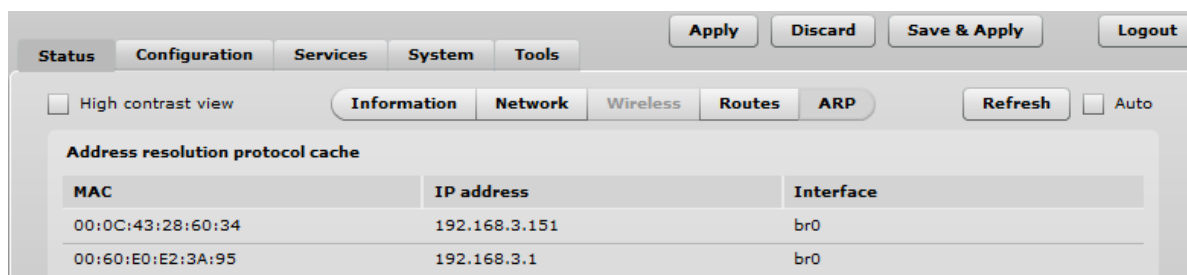 Apply Discard Save & Apply Logout
Status Configuration Services System Tools
High contrast view Information Network Wireless Routes ARP Refresh Auto
Address resolution protocol cache
MAC IP address Interface
00:0C:43:28:60:34 192.168.3.151 br0
00:60:E0:E2:3A:95 192.168.3.1 br0